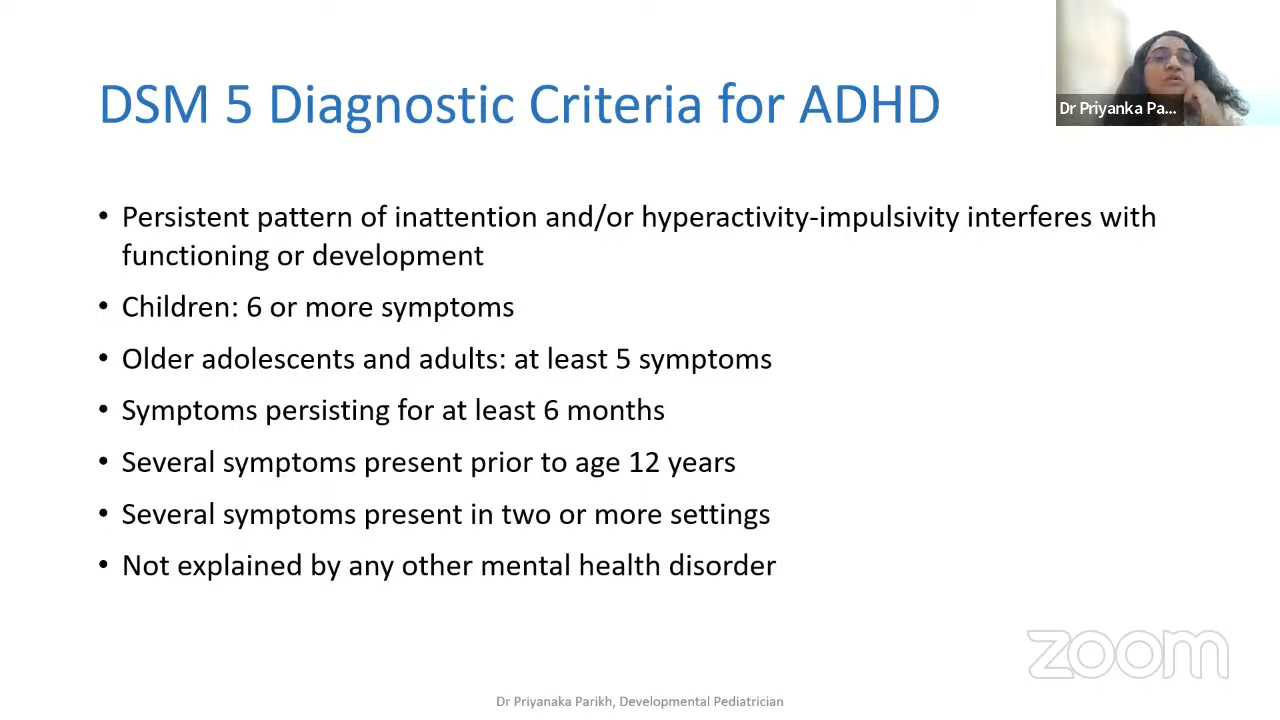 DSM 5 Diagnostic Criteria for ADHD
Dr Priyanka Pa...
• Persistent pattern of inattention and/or hyperactivity-impulsivity interferes with
functioning or development
• Children: 6 or more symptoms
• Older adolescents and adults: at least 5 symptoms
• Symptoms persisting for at least 6 months
• Several symptoms present prior to age 12 years
• Several symptoms present in two or more settings
• Not explained by any other mental health disorder
zoom
Dr Priyanaka Parikh, Developmental Pediatrician